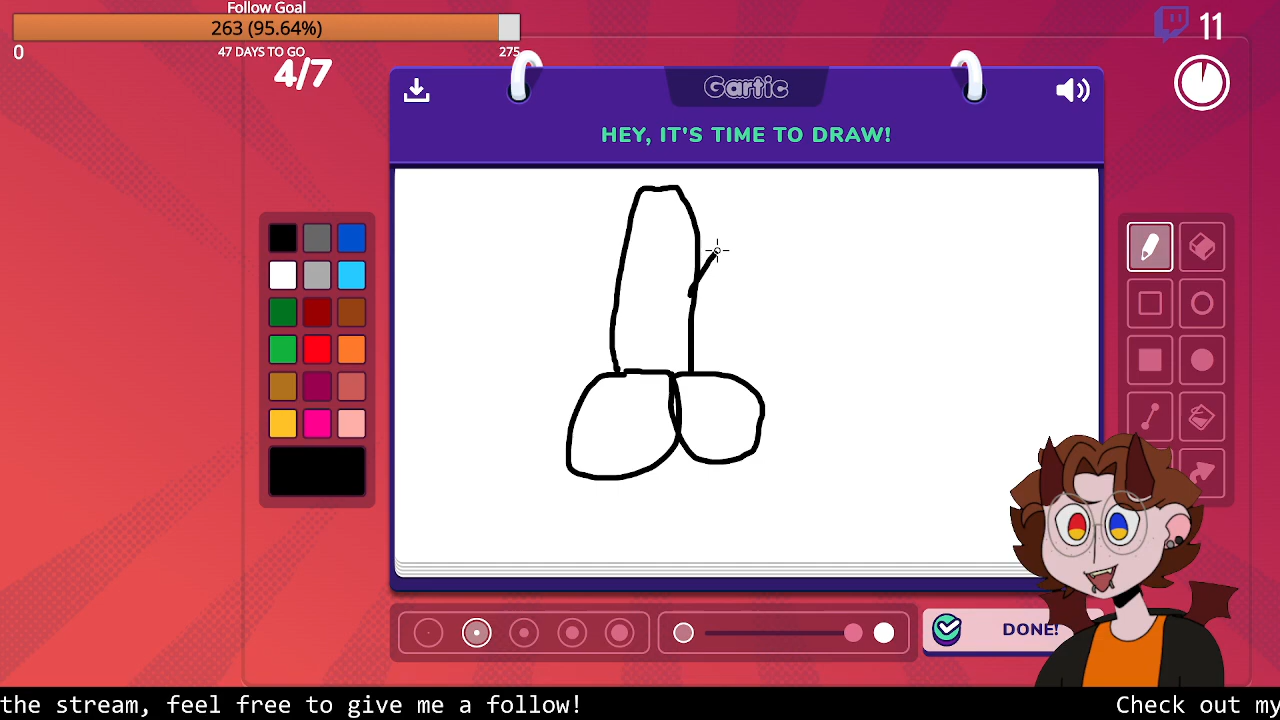 Follow Goal
263 (95.64%)
0
47 DAYS TO GO
275
4/7
11
Gartic
HEY, IT'S TIME TO DRAW!
DONE!
the stream, feel free to give me a follow!
Check out my